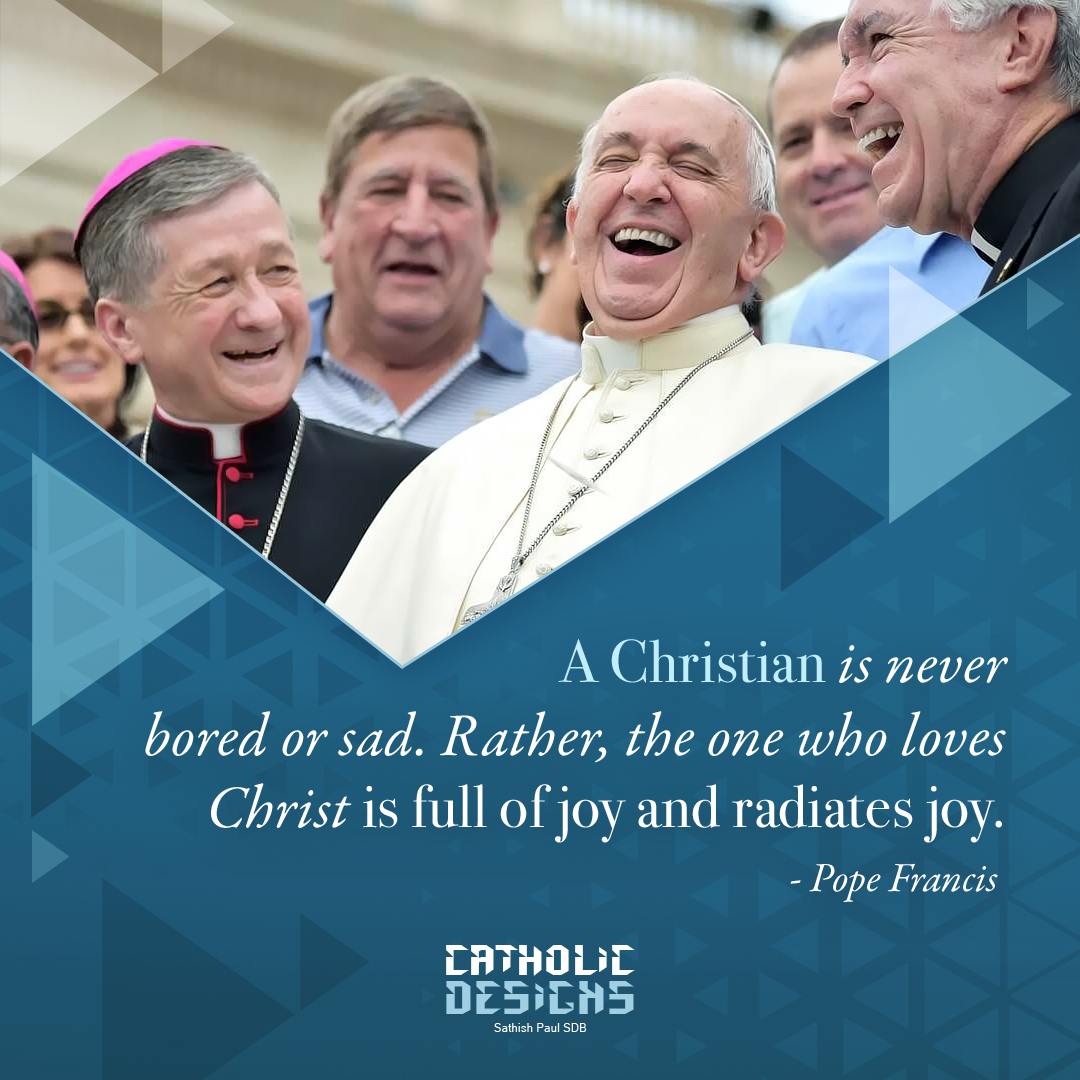 A Christian is never
bored or sad. Rather, the one who loves
Christ is full of joy and radiates joy.
- Pope Francis
CATHOLIC
DESIGNS
Sathish Paul SDB